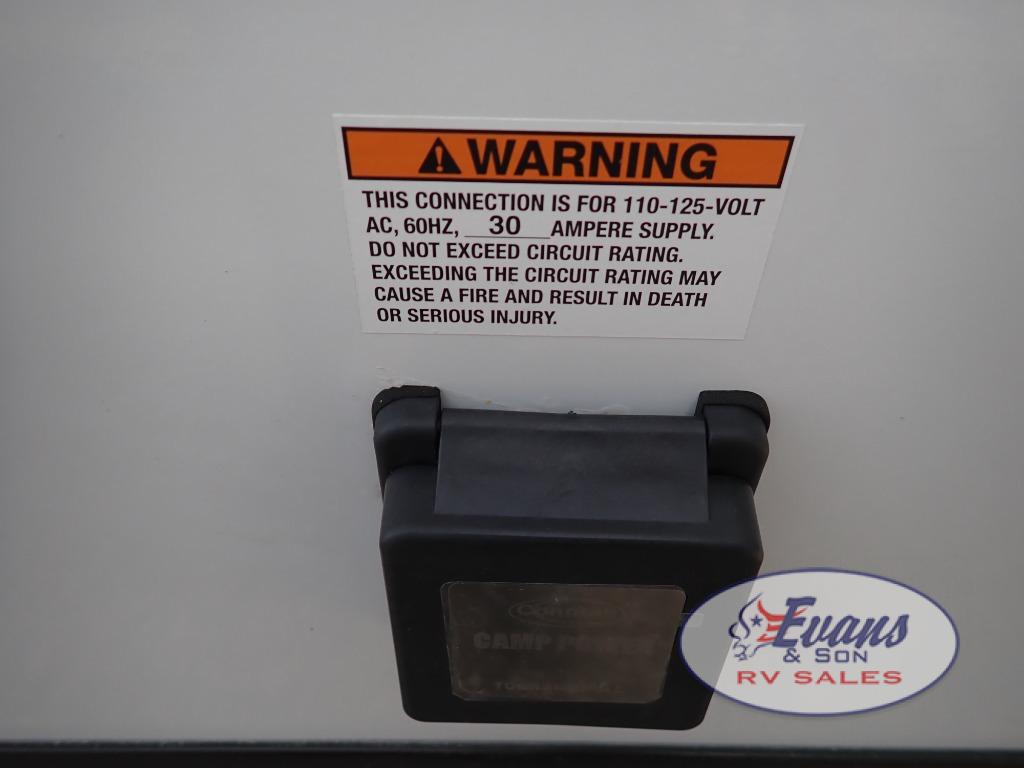 WARNING
THIS CONNECTION IS FOR 110-125-VOLT
AC, 60HZ, 30 AMPERE SUPPLY.
DO NOT EXCEED CIRCUIT RATING.
EXCEEDING THE CIRCUIT RATING MAY
CAUSE A FIRE AND RESULT IN DEATH
OR SERIOUS INJURY.
CAMP POWER
Evans
& SON
RV SALES